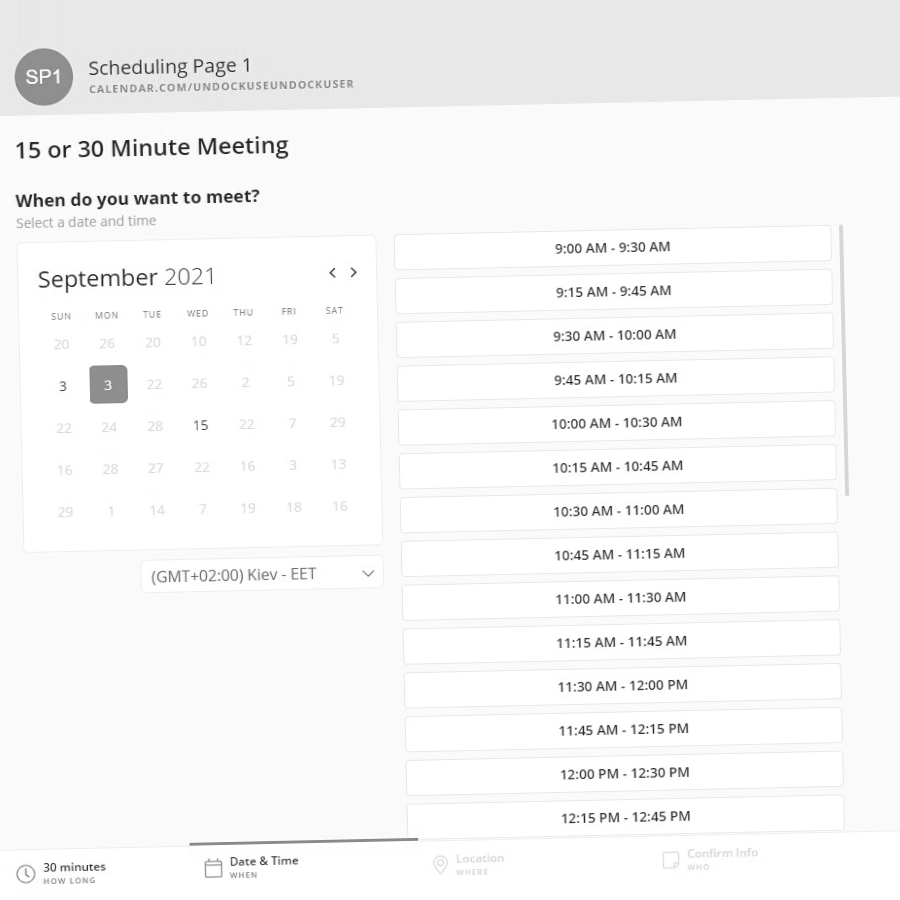 SP1
Scheduling Page 1
CALENDAR.COM/UNDOCKUSEUNDOCKUSER
15 or 30 Minute Meeting
When do you want to meet?
Select a date and time
September 2021
SUN MON TUE WED THU FRI SAT
20 26 20 10 12 19 5
3 3 22 26 2 5 19
22 24 28 15 22 7 29
16 28 27 22 16 3 13
29 1 14 7 19 18 16
(GMT+02:00) Kiev - EET
9:00 AM - 9:30 AM
9:15 AM - 9:45 AM
9:30 AM - 10:00 AM
9:45 AM - 10:15 AM
10:00 AM - 10:30 AM
10:15 AM - 10:45 AM
10:30 AM - 11:00 AM
10:45 AM - 11:15 AM
11:00 AM - 11:30 AM
11:15 AM - 11:45 AM
11:30 AM - 12:00 PM
11:45 AM - 12:15 PM
12:00 PM - 12:30 PM
12:15 PM - 12:45 PM
30 minutes
HOW LONG
Date & Time
WHEN
Location
WHERE
Confirm Info
WHO